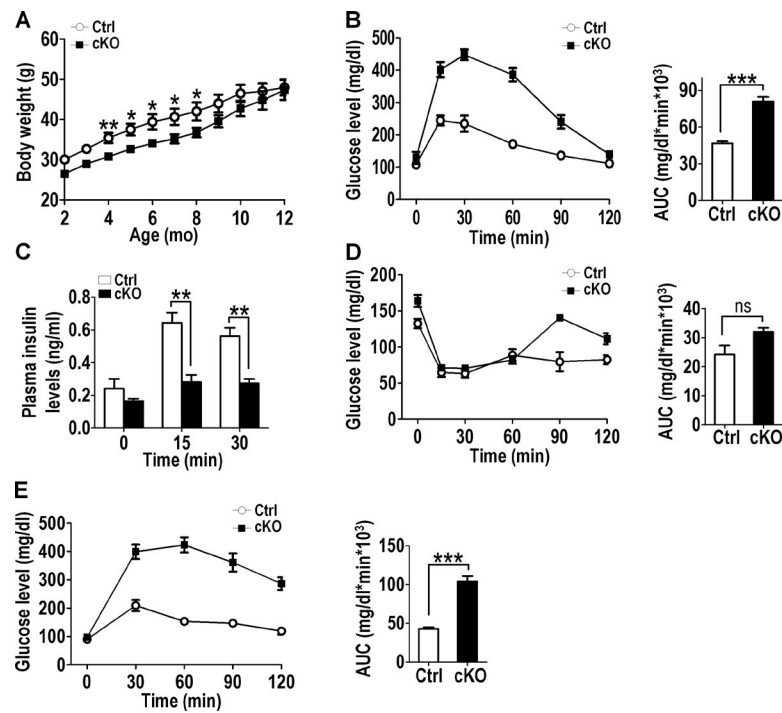 A
Ctrl
cKO
Body weight (g)
60
50
40
30
20
** * * * *
2 4 6 8 10 12
Age (mo)
B
Ctrl
cKO
Glucose level (mg/dl)
500
400
300
200
100
0
0 30 60 90 120
Time (min)
AUC (mg/dl*min*10³)
90
60
30
0
***
Ctrl cKO
C
Ctrl
cKO
Plasma insulin
levels (ng/ml)
0.8
0.6
0.4
0.2
0.0
**
**
0 15 30
Time (min)
D
Ctrl
cKO
Glucose level (mg/dl)
200
150
100
50
0
0 30 60 90 120
Time (min)
AUC (mg/dl*min*10³)
40
30
20
10
0
ns
Ctrl cKO
E
Ctrl
cKO
Glucose level (mg/dl)
500
400
300
200
100
0
0 30 60 90 120
Time (min)
AUC (mg/dl*min*10³)
150
100
50
0
***
Ctrl cKO